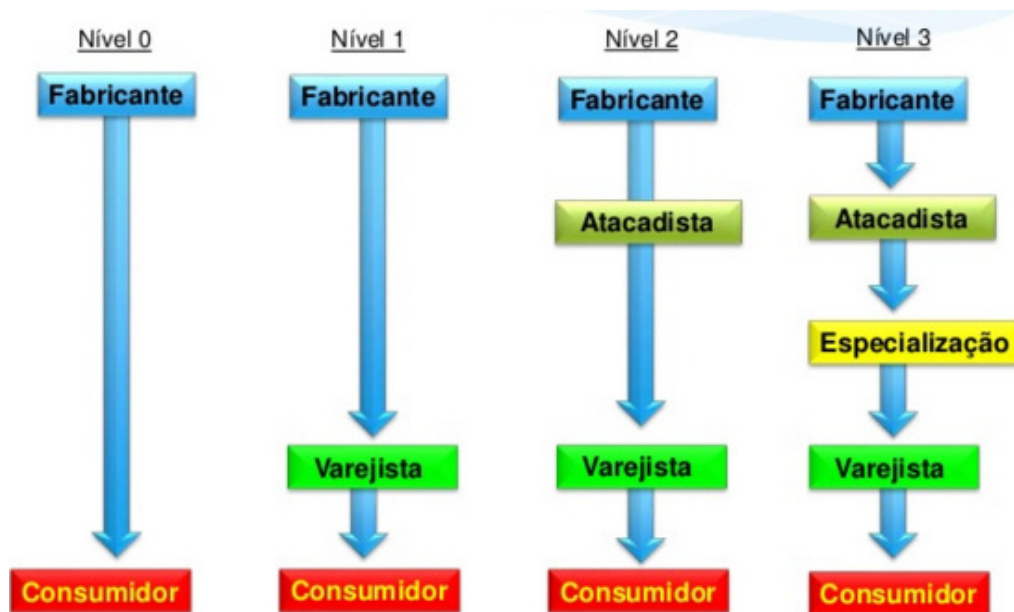 Nível 0
Nível 1
Nível 2
Nível 3
Fabricante
Fabricante
Fabricante
Fabricante
Atacadista
Atacadista
Especialização
Varejista
Varejista
Varejista
Consumidor
Consumidor
Consumidor
Consumidor